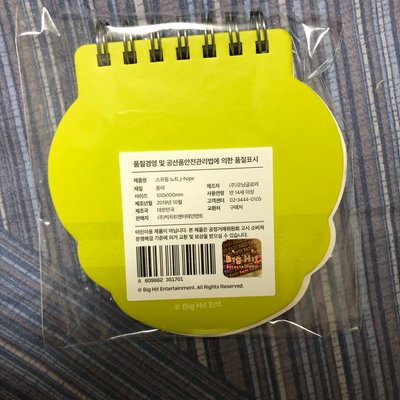 품질경영 및 공산품안전관리법에 의한 품질표시
제품명 스프링 노트_j-hope
재질 종이 제조자 (주)모닝글로리
사이즈 100x100mm 사용연령 만 14세 이상
제조년월 2019년 10월 고객센터 02-3444-0105
제조국 대한민국 교환처 구매처
판매자 (주)빅히트엔터테인먼트
어린이용 제품이 아닙니다. 본 제품은 공정거래위원회 고시 소비자
분쟁해결 기준에 의거 교환 및 보상을 받으실 수 있습니다.
Big Hit
Entertainment
8 809662 351701
© Big Hit Entertainment. All Rights Reserved.
© Big Hit Ent.